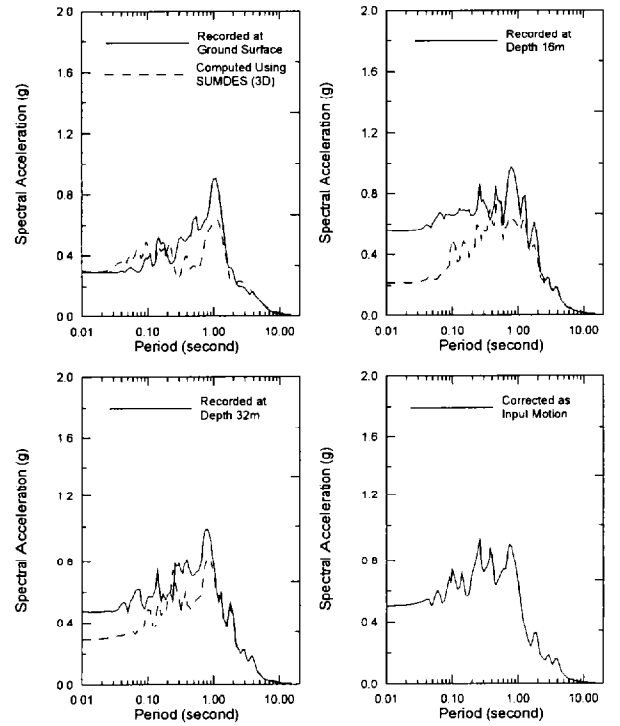 2.0
1.6
1.2
0.8
0.4
0.0
Spectral Acceleration (g)
Recorded at
Ground Surface
Computed Using
SUMDES (3D)
0.01 0.10 1.00 10.00
Period (second)
2.0
1.6
1.2
0.8
0.4
0.0
Spectral Acceleration (g)
Recorded at
Depth 16m
0.01 0.10 1.00 10.00
Period (second)
2.0
1.6
1.2
0.8
0.4
0.0
Spectral Acceleration (g)
Recorded at
Depth 32m
0.01 0.10 1.00 10.00
Period (second)
2.0
1.6
1.2
0.8
0.4
0.0
Spectral Acceleration (g)
Corrected as
Input Motion
0.01 0.10 1.00 10.00
Period (second)